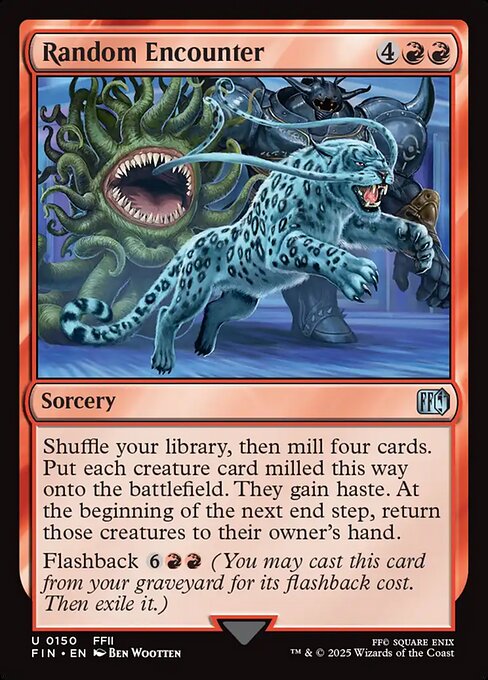 Random Encounter 4
Sorcery FF
Shuffle your library, then mill four cards.
Put each creature card milled this way
onto the battlefield. They gain haste. At
the beginning of the next end step, return
those creatures to their owner's hand.
Flashback 6 (You may cast this card
from your graveyard for its flashback cost.
Then exile it.)
U 0150 FFII
FIN • EN Ben Wootten
FF© SQUARE ENIX
™ & © 2025 Wizards of the Coast